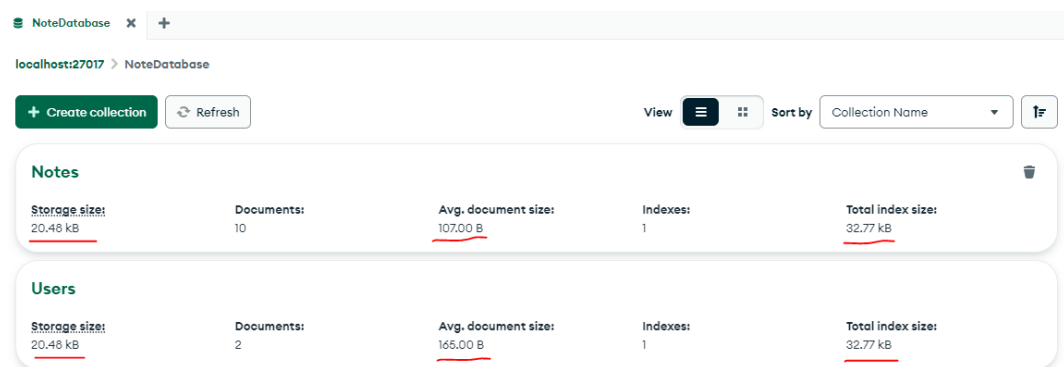 NoteDatabase
localhost:27017 > NoteDatabase
+ Create collection Refresh View Sort by Collection Name
Notes
Storage size: Documents: Avg. document size: Indexes: Total index size:
20.48 kB 10 107.00 B 1 32.77 kB
Users
Storage size: Documents: Avg. document size: Indexes: Total index size:
20.48 kB 2 165.00 B 1 32.77 kB